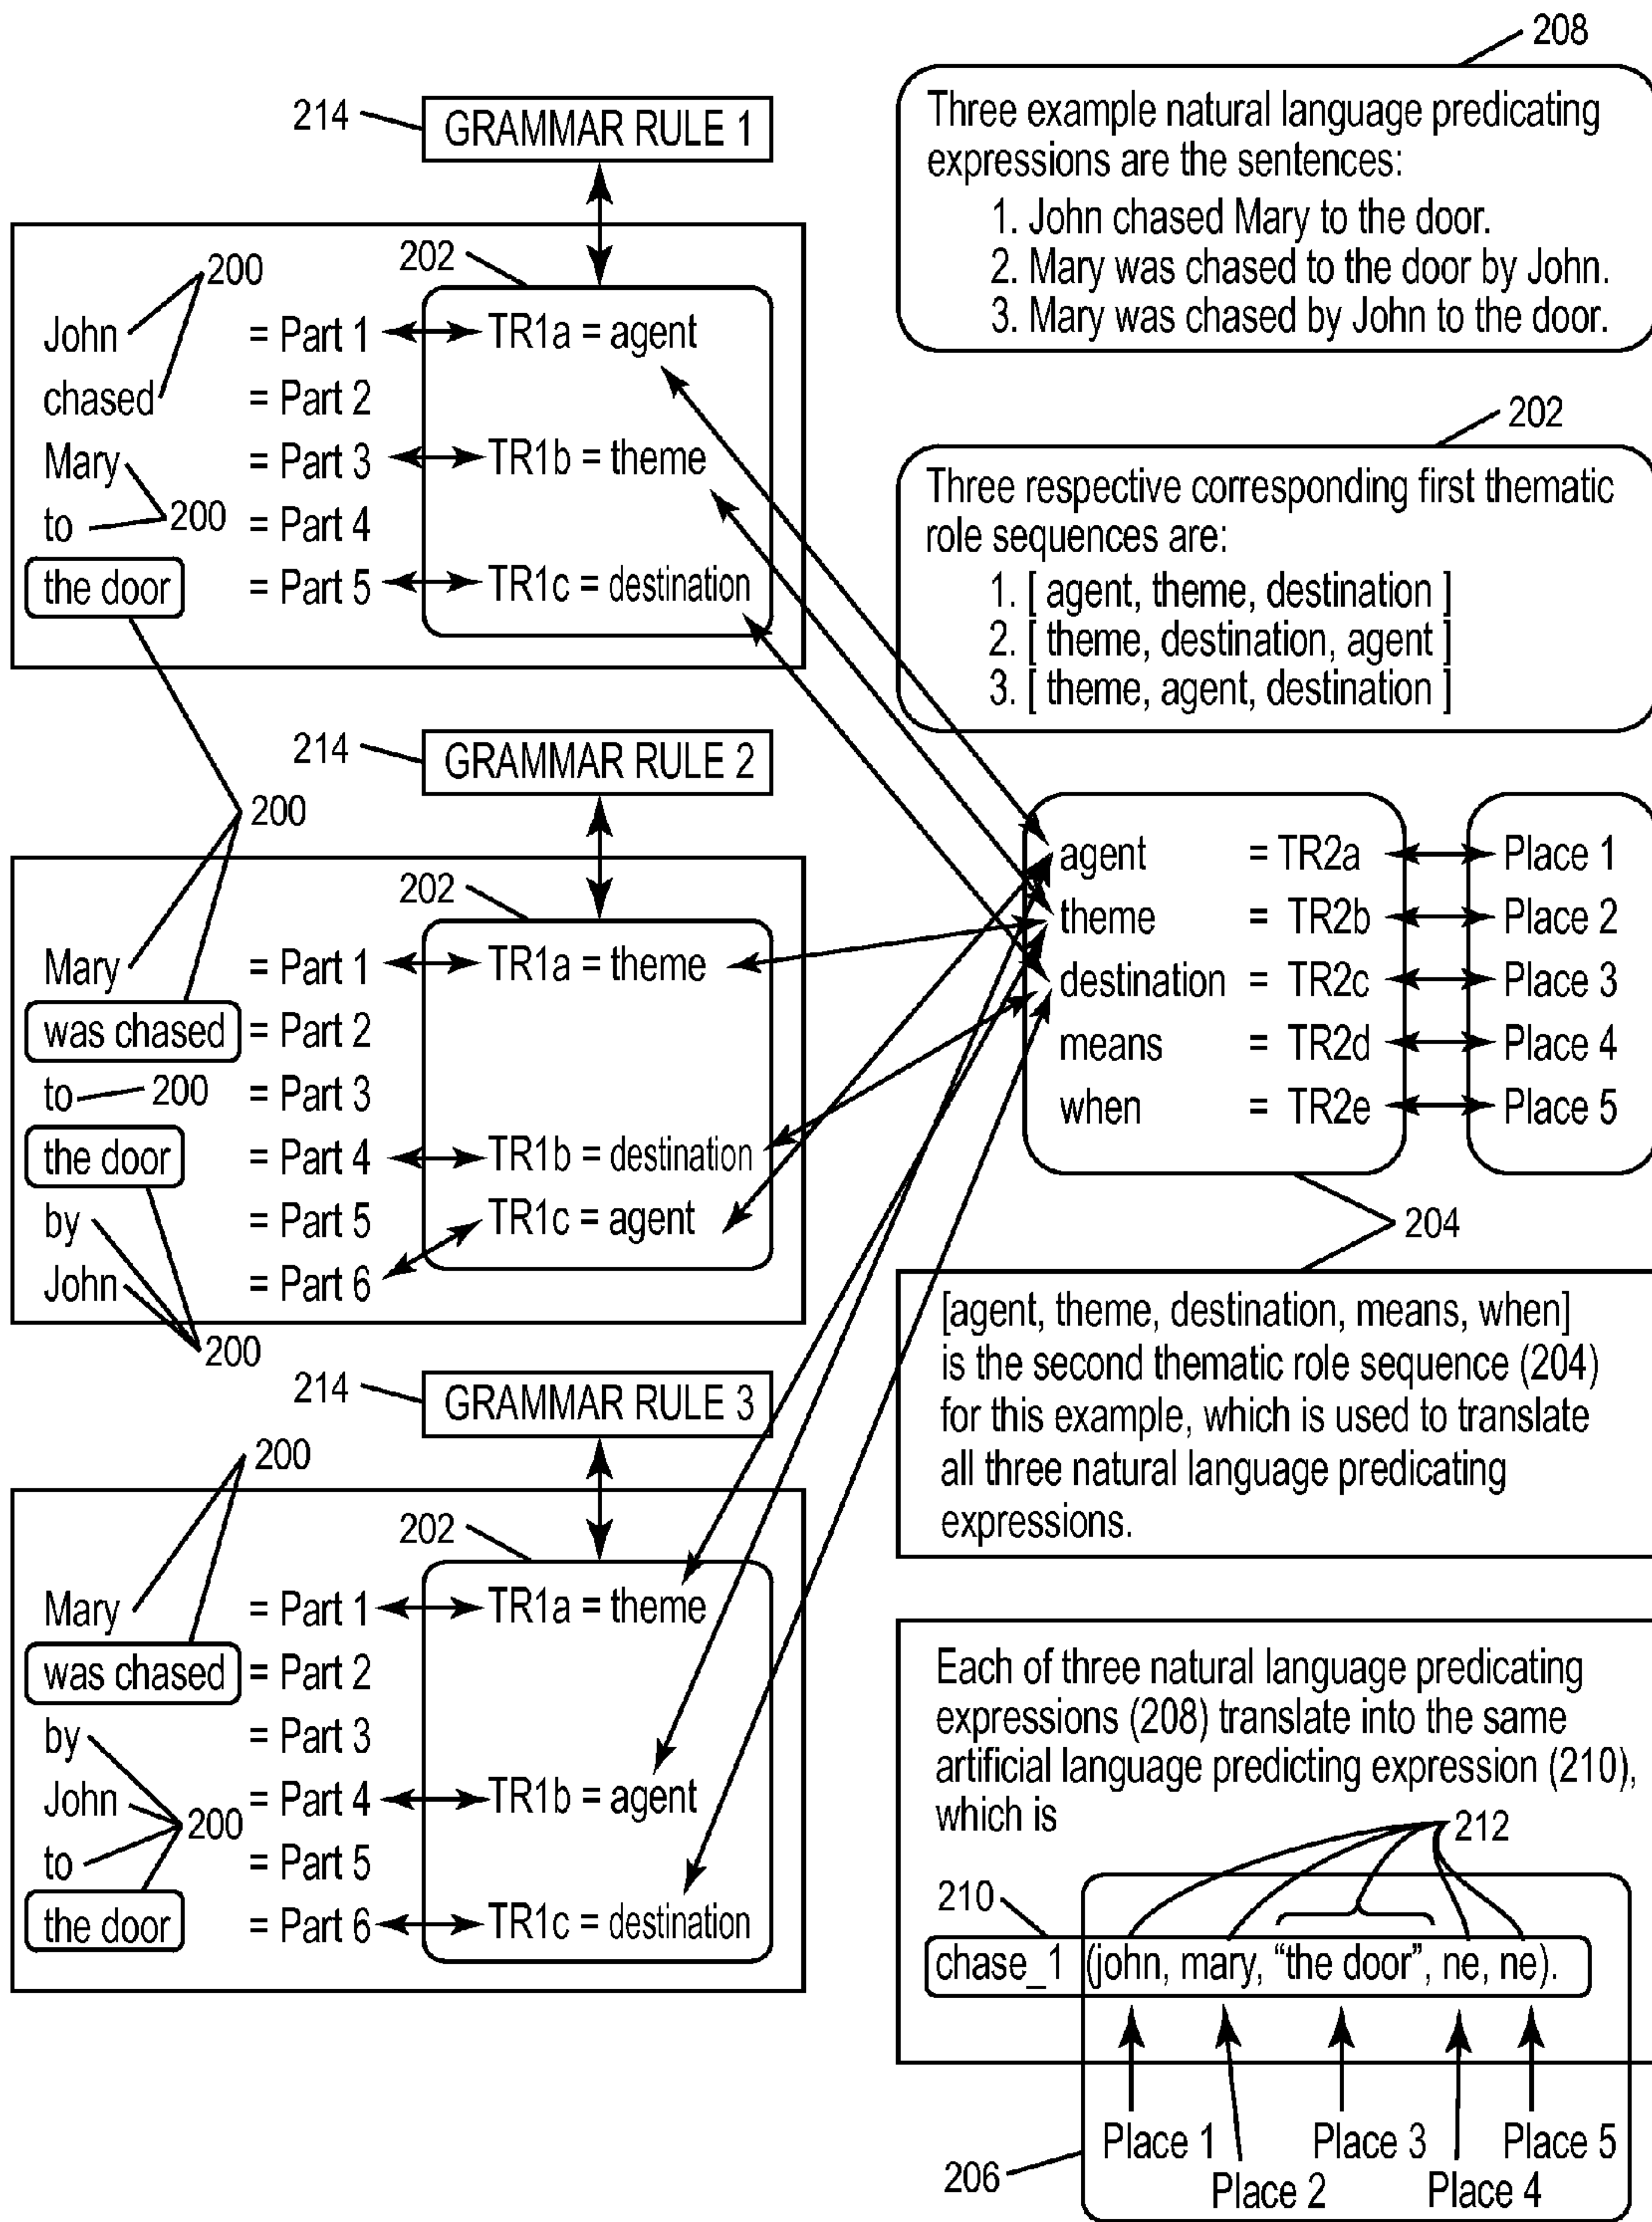 214 GRAMMAR RULE 1
202
200
John = Part 1 TR1a = agent
chased = Part 2
Mary = Part 3 TR1b = theme
to 200 = Part 4
the door = Part 5 TR1c = destination
214 GRAMMAR RULE 2
200
202
Mary = Part 1 TR1a = theme
was chased = Part 2
to 200 = Part 3
the door = Part 4 TR1b = destination
by = Part 5 TR1c = agent
John = Part 6
200
214 GRAMMAR RULE 3
200
202
Mary = Part 1 TR1a = theme
was chased = Part 2
by = Part 3
John = Part 4 TR1b = agent
200
to = Part 5
the door = Part 6 TR1c = destination
208
Three example natural language predicating
expressions are the sentences:
1. John chased Mary to the door.
2. Mary was chased to the door by John.
3. Mary was chased by John to the door.
202
Three respective corresponding first thematic
role sequences are:
1. [ agent, theme, destination ]
2. [ theme, destination, agent ]
3. [ theme, agent, destination ]
agent = TR2a Place 1
theme = TR2b Place 2
destination = TR2c Place 3
means = TR2d Place 4
when = TR2e Place 5
204
[agent, theme, destination, means, when]
is the second thematic role sequence (204)
for this example, which is used to translate
all three natural language predicating
expressions.
Each of three natural language predicating
expressions (208) translate into the same
artificial language predicting expression (210),
which is
212
210
chase_1 (john, mary, “the door”, ne, ne).
Place 1 Place 3 Place 5
206 Place 2 Place 4